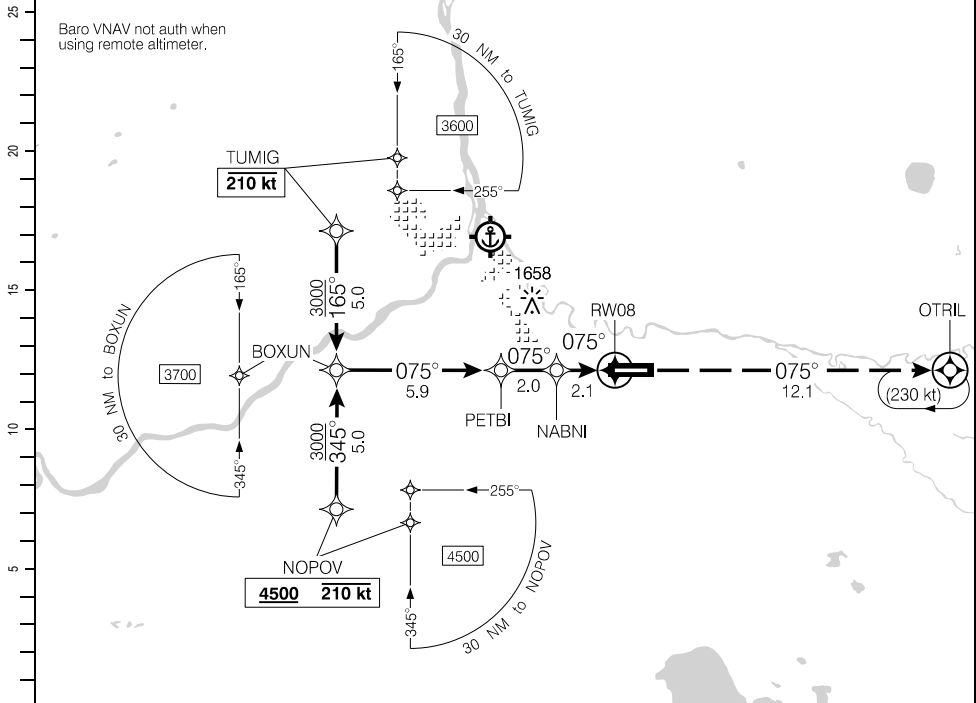 25
20
15
10
5
Baro VNAV not auth when
using remote altimeter.
165°
30 NM to TUMIG
3600
255°
TUMIG
210 kt
1658
RW08
OTRIL
3000
165°
5.0
165°
30 NM to BOXUN
3700
345°
BOXUN
075°
5.9
075°
2.0
075°
2.1
075°
12.1
(230 kt)
PETBI
NABNI
3000
345°
5.0
NOPOV
4500 210 kt
255°
4500
30 NM to NOPOV
345°